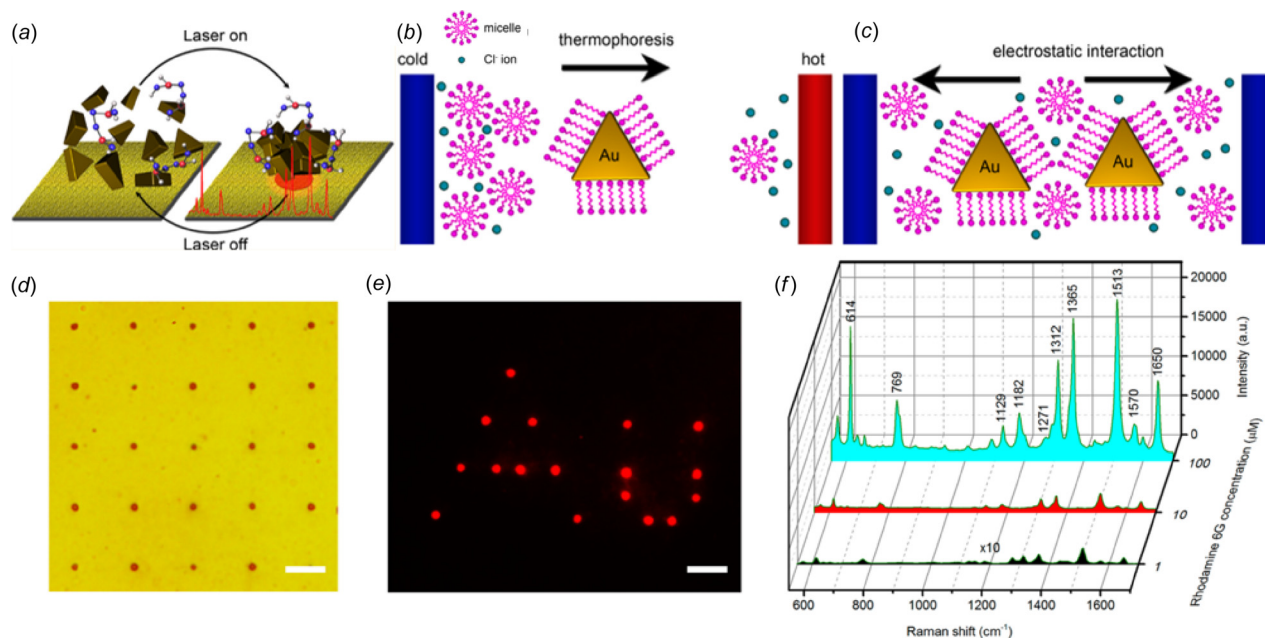 (a)
Laser on
Laser off
(b)
micelle
Cl⁻ ion
thermophoresis
cold
hot
Au
(c)
electrostatic interaction
Au
Au
(d)
(e)
(f)
614
769
1129
1182
1271
1312
1365
1513
1570
1650
x10
20000
15000
10000
5000
0
Intensity (a.u.)
100
10
1
Rhodamine 6G concentration (μM)
600
800
1000
1200
1400
1600
Raman shift (cm⁻¹)